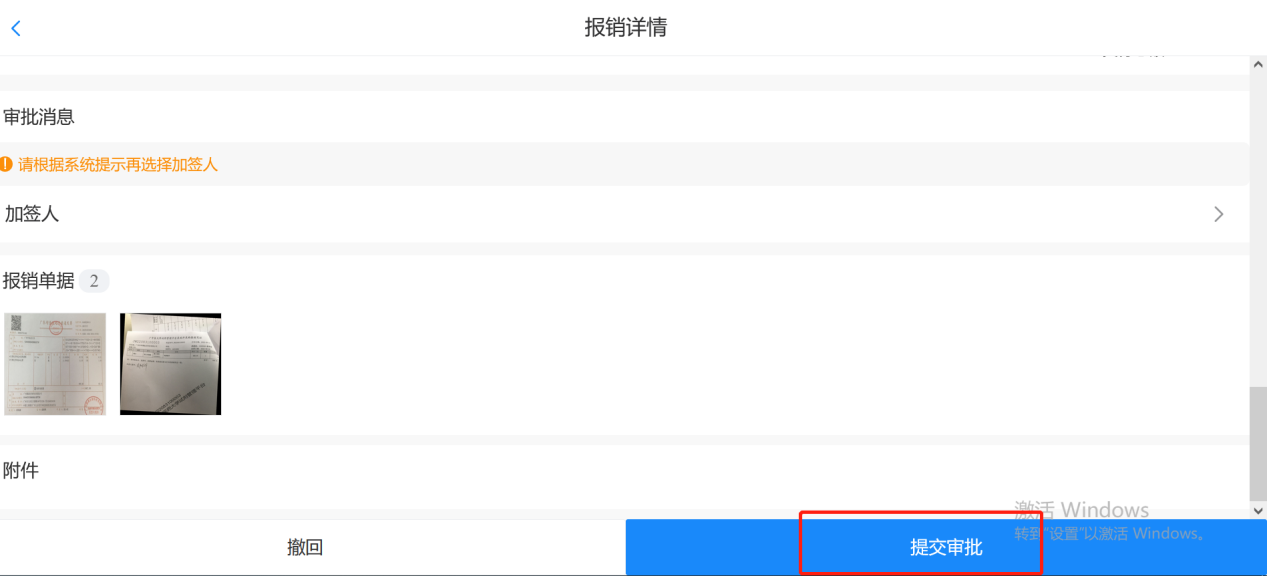 报销详情
审批消息
请根据系统提示再选择加签人
加签人
报销单据 2
附件
激活 Windows
转到"设置"以激活 Windows。
撤回
提交审批